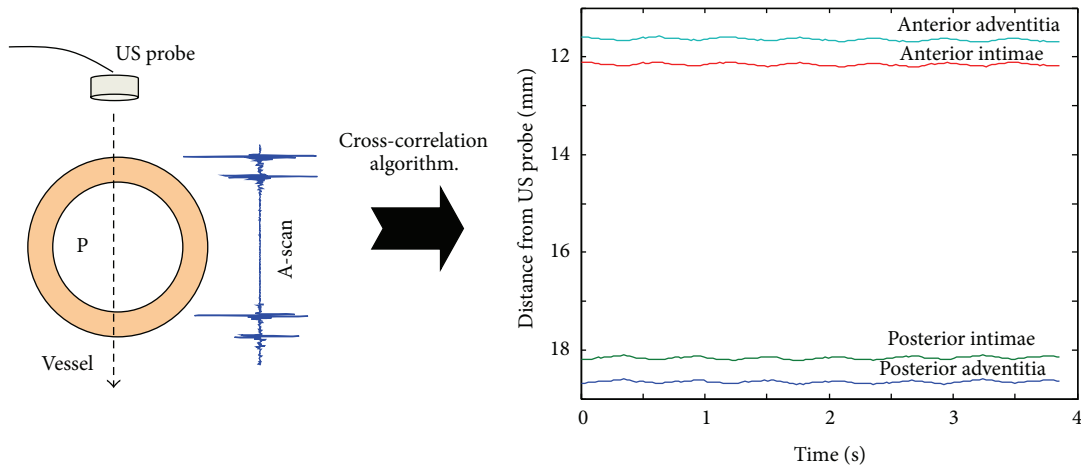 US probe
P
Vessel
A-scan
Cross-correlation
algorithm.
Distance from US probe (mm)
12
14
16
18
Anterior adventitia
Anterior intimae
Posterior intimae
Posterior adventitia
0
1
2
3
4
Time (s)